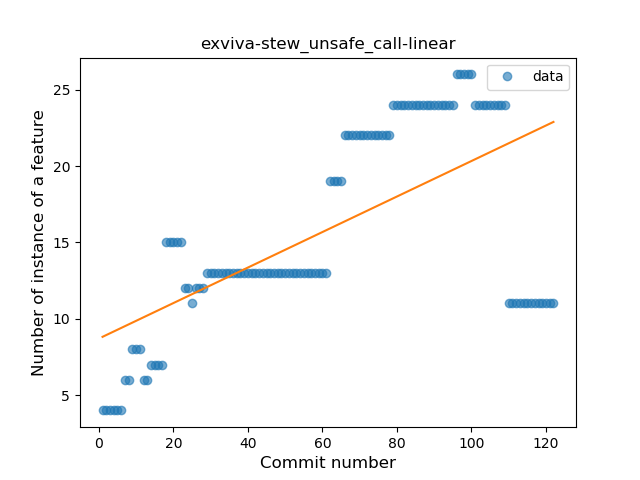 exviva-stew_unsafe_call-linear
data
Number of instance of a feature
25
20
15
10
5
0 20 40 60 80 100 120
Commit number